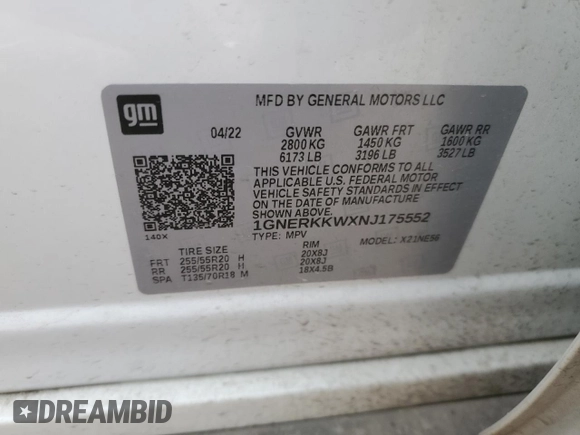 gm
MFD BY GENERAL MOTORS LLC
04/22 GVWR GAWR FRT GAWR RR
2800 KG 1450 KG 1600 KG
6173 LB 3196 LB 3527 LB
THIS VEHICLE CONFORMS TO ALL
APPLICABLE U.S. FEDERAL MOTOR
VEHICLE SAFETY STANDARDS IN EFFECT
ON THE DATE OF MANUFACTURE
SHOWN ABOVE.
1GNERKKWXNJ175552
TYPE: MPV MODEL: X21NE56
140X
TIRE SIZE RIM
FRT 255/55R20 H 20X8J
RR 255/55R20 H 20X8J
SPA T135/70R18 M 18X4.5B
DREAMBID